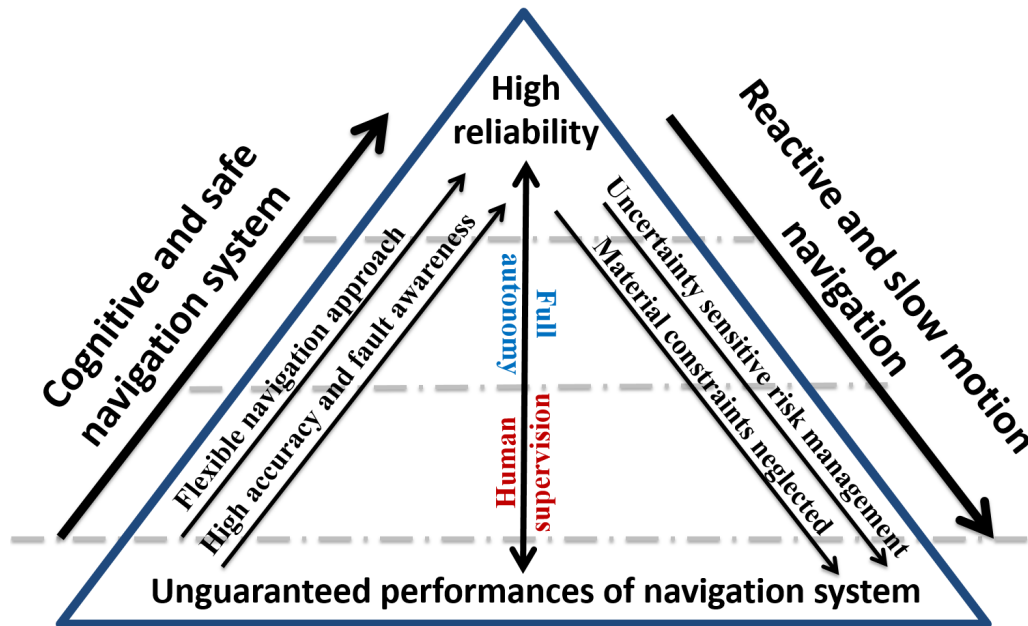 High
reliability
Cognitive and safe
navigation system
Reactive and slow motion
navigation
Flexible navigation approach
High accuracy and fault awareness
Full
autonomy
Human
supervision
Uncertainty sensitive risk management
Material constraints neglected
Unguaranteed performances of navigation system